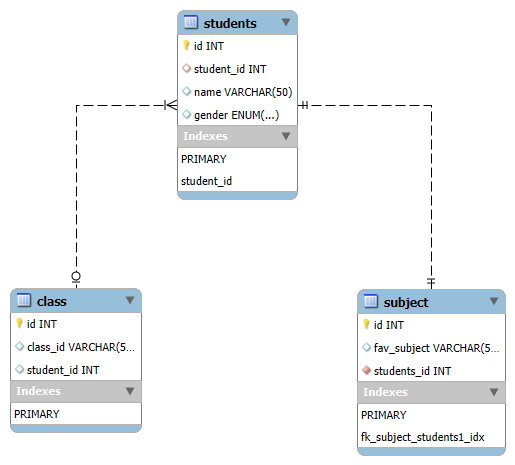 students
id INT
student_id INT
name VARCHAR(50)
gender ENUM(...)
Indexes
PRIMARY
student_id
class
id INT
class_id VARCHAR(5...
student_id INT
Indexes
PRIMARY
subject
id INT
fav_subject VARCHAR(5...
students_id INT
Indexes
PRIMARY
fk_subject_students1_idx